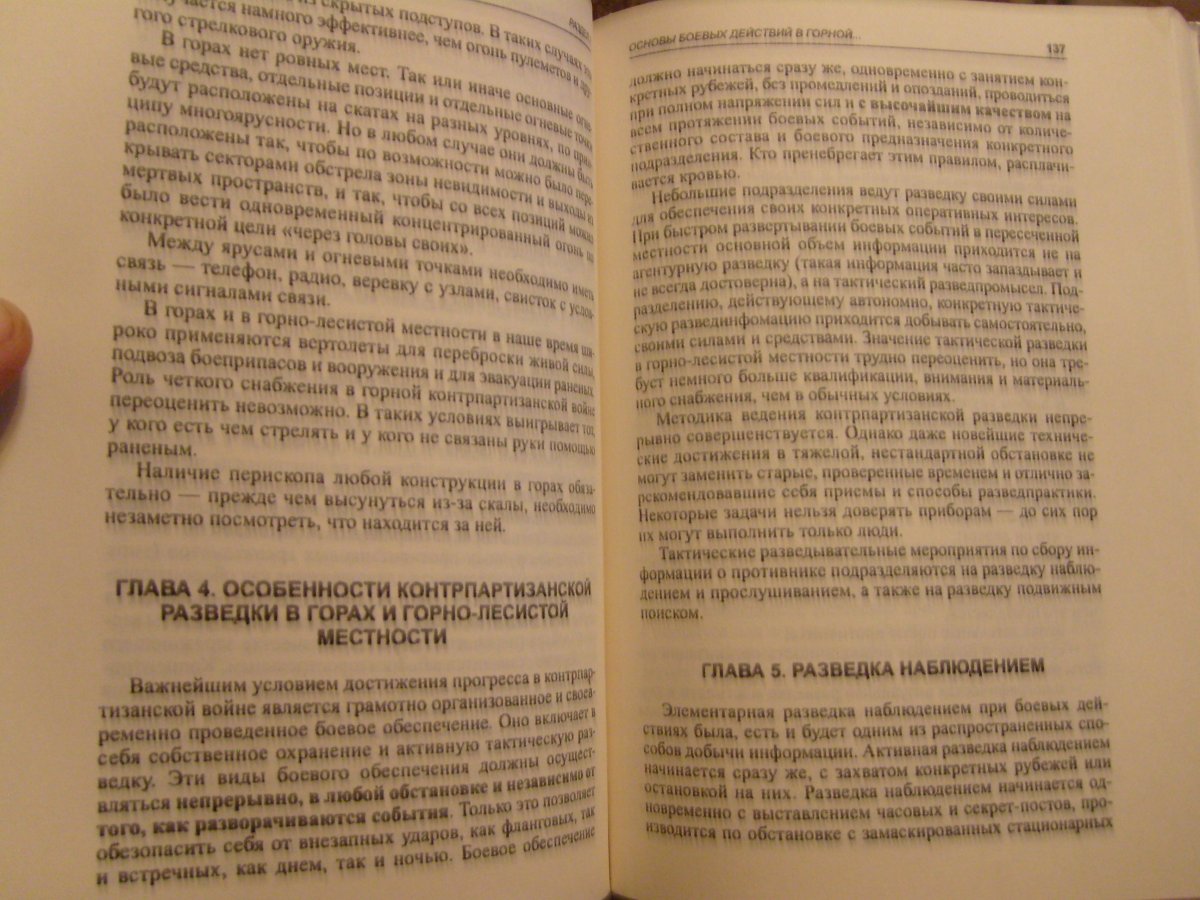 из скрытых подступов. В таких случаях это
получается намного эффективнее, чем огонь пулеметов и дру-
гого стрелкового оружия.
В горах нет ровных мест. Так или иначе основные огне-
вые средства, отдельные позиции и отдельные огневые точки
будут расположены на скатах на разных уровнях, по прин-
ципу многоярусности. Но в любом случае они должны быть
расположены так, чтобы по возможности можно было пере-
крывать секторами обстрела зоны невидимости и выходы из
мертвых пространств, и так, чтобы со всех позиций можно
было вести одновременный концентрированный огонь по
конкретной цели «через головы своих».
Между ярусами и огневыми точками необходимо иметь
связь — телефон, радио, веревку с узлами, свисток с услов-
ными сигналами связи.
В горах и в горно-лесистой местности в наше время ши-
роко применяются вертолеты для переброски живой силы,
подвоза боеприпасов и вооружения и для эвакуации раненых.
Роль четкого снабжения в горной контрпартизанской войне
переоценить невозможно. В таких условиях выигрывает тот,
у кого есть чем стрелять и у кого не связаны руки помощью
раненым.
Наличие перископа любой конструкции в горах обяза-
тельно — прежде чем высунуться из-за скалы, необходимо
незаметно посмотреть, что находится за ней.
ГЛАВА 4. ОСОБЕННОСТИ КОНТРПАРТИЗАНСКОЙ
РАЗВЕДКИ В ГОРАХ И ГОРНО-ЛЕСИСТОЙ
МЕСТНОСТИ
Важнейшим условием достижения прогресса в контрпар-
тизанской войне является грамотно организованное и своев-
ременно проведенное боевое обеспечение. Оно включает в
себя собственное охранение и активную тактическую раз-
ведку. Эти виды боевого обеспечения должны осущест-
вляться непрерывно, в любой обстановке и независимо от
того, как разворачиваются события. Только это позволяет
обезопасить себя от внезапных ударов, как фланговых, так
и встречных, как днем, так и ночью. Боевое обеспечение
ОСНОВЫ БОЕВЫХ ДЕЙСТВИЙ В ГОРНОЙ...
137
должно начинаться сразу же, одновременно с занятием кон-
кретных рубежей, без промедлений и опозданий, проводиться
при полном напряжении сил и с высочайшим качеством на
всем протяжении боевых событий, независимо от количе-
ственного состава и боевого предназначения конкретного
подразделения. Кто пренебрегает этим правилом, расплачи-
вается кровью.
Небольшие подразделения ведут разведку своими силами
для обеспечения своих конкретных оперативных интересов.
При быстром развертывании боевых событий в пересеченной
местности основной объем информации приходится не на
агентурную разведку (такая информация часто запаздывает и
не всегда достоверна), а на тактический разведпромысел. Под-
разделению, действующему автономно, конкретную тактиче-
скую развединфомацию приходится добывать самостоятельно,
своими силами и средствами. Значение тактической разведки
в горно-лесистой местности трудно переоценить, но она тре-
бует немного больше квалификации, внимания и материаль-
ного снабжения, чем в обычных условиях.
Методика ведения контрпартизанской разведки непре-
рывно совершенствуется. Однако даже новейшие техниче-
ские достижения в тяжелой, нестандартной обстановке не
могут заменить старые, проверенные временем и отлично за-
рекомендовавшие себя приемы и способы разведпрактики.
Некоторые задачи нельзя доверять приборам — до сих пор
их могут выполнить только люди.
Тактические разведывательные мероприятия по сбору ин-
формации о противнике подразделяются на разведку наблю-
дением и прослушиванием, а также на разведку подвижным
поиском.
ГЛАВА 5. РАЗВЕДКА НАБЛЮДЕНИЕМ
Элементарная разведка наблюдением при боевых дей-
ствиях была, есть и будет одним из распространенных спо-
собов добычи информации. Активная разведка наблюдением
начинается сразу же, с захватом конкретных рубежей или
остановкой на них. Разведка наблюдением начинается од-
новременно с выставлением часовых и секрет-постов, про-
изводится по обстановке с замаскированных стационарных